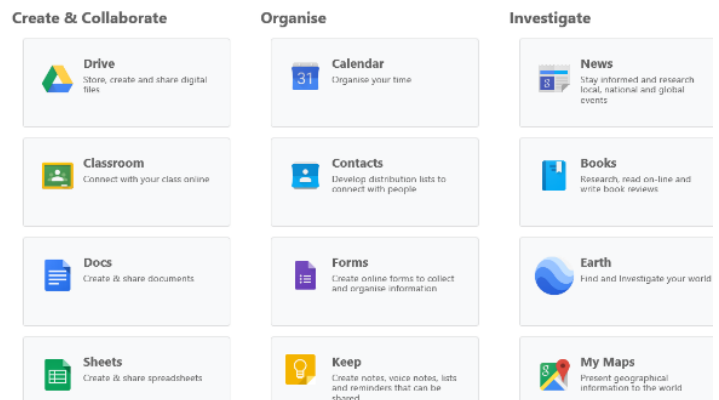 Create & Collaborate
Drive
Store, create and share digital
files
Classroom
Connect with your class online
Docs
Create & share documents
Sheets
Create & share spreadsheets
Organise
Calendar
31
Organise your time
Contacts
Develop distribution lists to
connect with people
Forms
Create online forms to collect
and organise information
Keep
Create notes, voice notes, lists
and reminders that can be
shared
Investigate
News
Stay informed and research
local, national and global
events
Books
Research, read on-line and
write book reviews
Earth
Find and Investigate your world
My Maps
Present geographical
information to the world